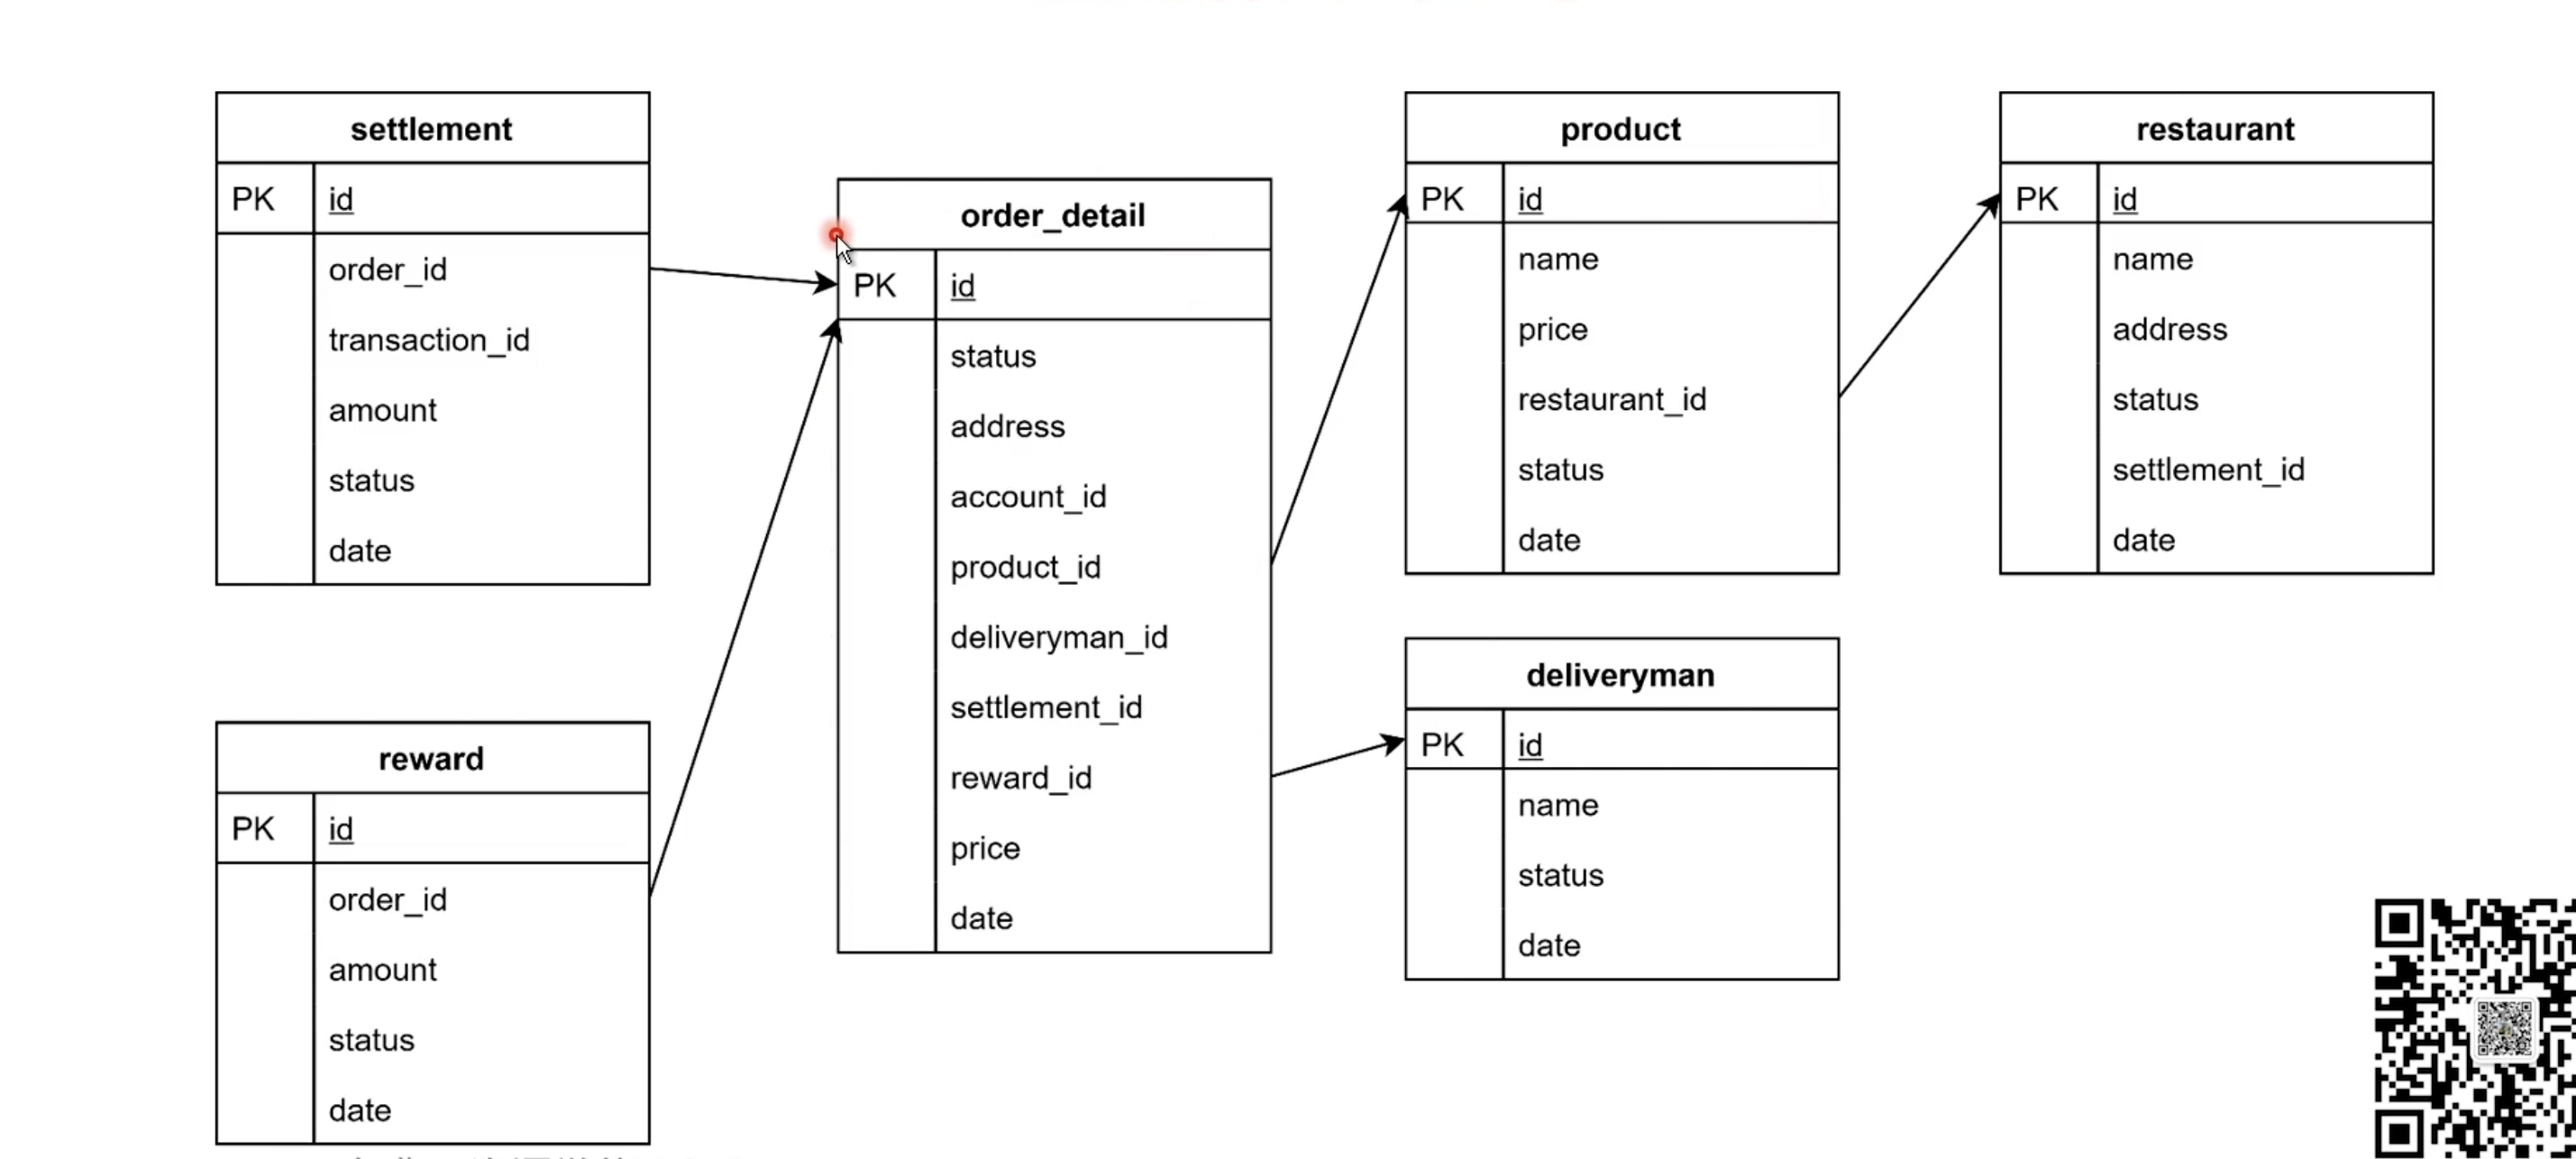 settlement
PK id
order_id
transaction_id
amount
status
date
reward
PK id
order_id
amount
status
date
order_detail
PK id
status
address
account_id
product_id
deliveryman_id
settlement_id
reward_id
price
date
product
PK id
name
price
restaurant_id
status
date
deliveryman
PK id
name
status
date
restaurant
PK id
name
address
status
settlement_id
date